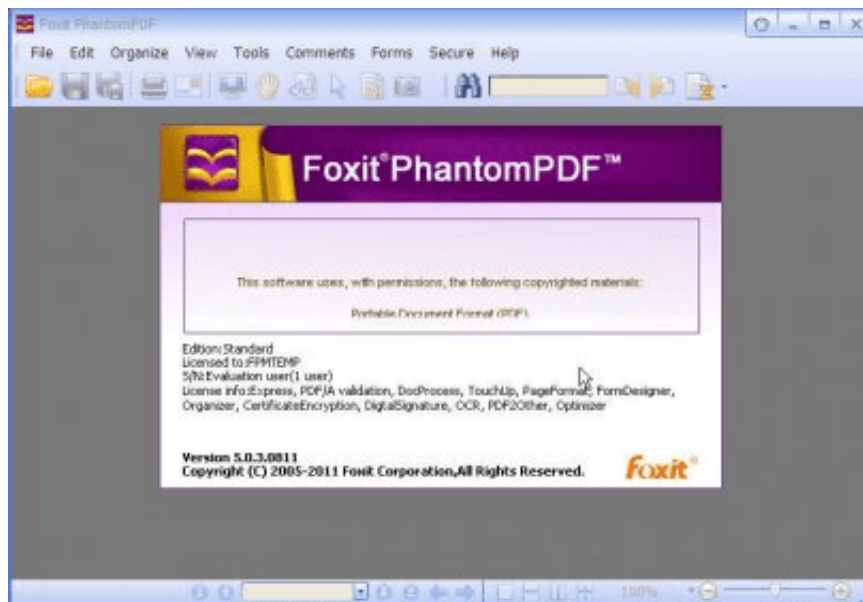 Foxit PhantomPDF
File Edit Organize View Tools Comments Forms Secure Help
Foxit® PhantomPDF™
This software uses, with permissions, the following copyrighted materials:
Portable Document Format (PDF)
Edition:Standard
Licensed to:FPMTEMP
S/N:Evaluation user(1 user)
License info:Express, PDF/A validation, DocProcess, TouchUp, PageFormat, FormDesigner,
Organizer, CertificateEncryption, DigtalSignature, OCR, PDF2Other, Optimizer
Version 5.0.3.0811
Copyright (C) 2005-2011 Foxit Corporation,All Rights Reserved.
foxit®
100%